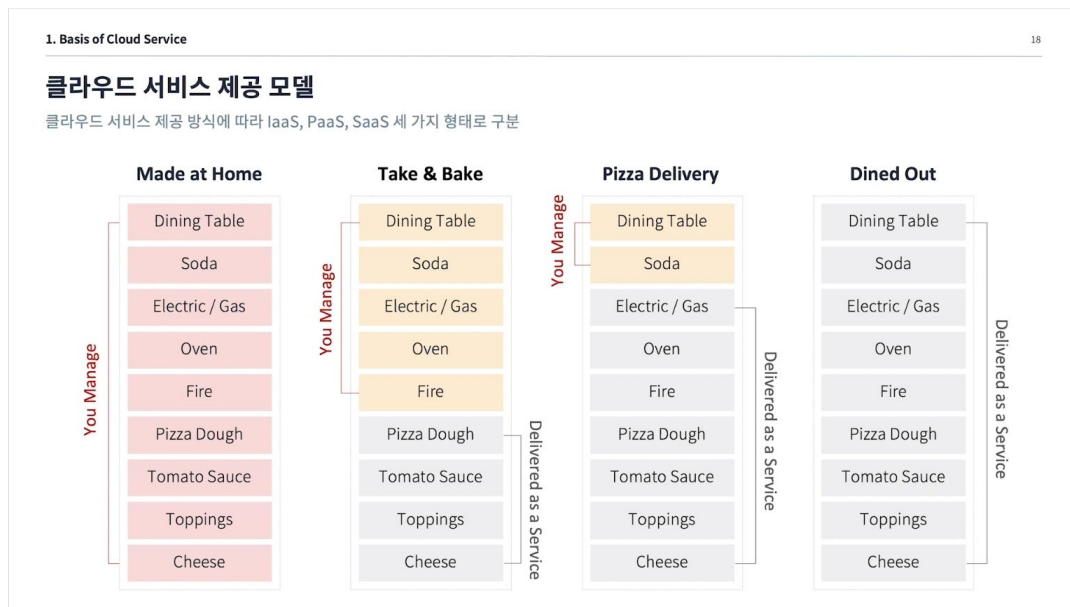 1. Basis of Cloud Service
18
클라우드 서비스 제공 모델
클라우드 서비스 제공 방식에 따라 IaaS, PaaS, SaaS 세 가지 형태로 구분
Made at Home
You Manage
Dining Table
Soda
Electric / Gas
Oven
Fire
Pizza Dough
Tomato Sauce
Toppings
Cheese
Take & Bake
You Manage
Dining Table
Soda
Electric / Gas
Oven
Fire
Pizza Dough
Tomato Sauce
Toppings
Cheese
Delivered as a Service
Pizza Delivery
You Manage
Dining Table
Soda
Electric / Gas
Oven
Fire
Pizza Dough
Tomato Sauce
Toppings
Cheese
Delivered as a Service
Dined Out
Dining Table
Soda
Electric / Gas
Oven
Fire
Pizza Dough
Tomato Sauce
Toppings
Cheese
Delivered as a Service